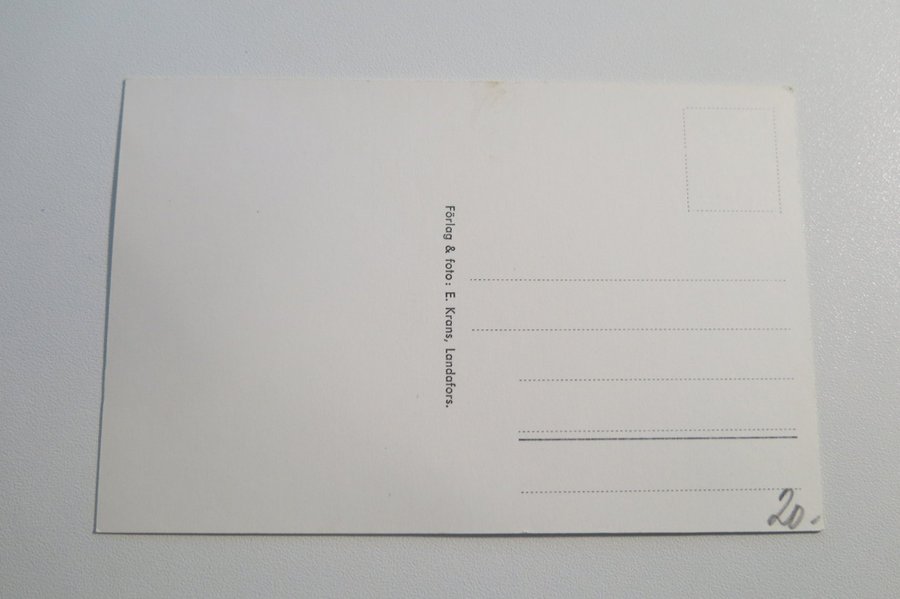 Förlag & foto: E. Krans, Landafors.
20.-